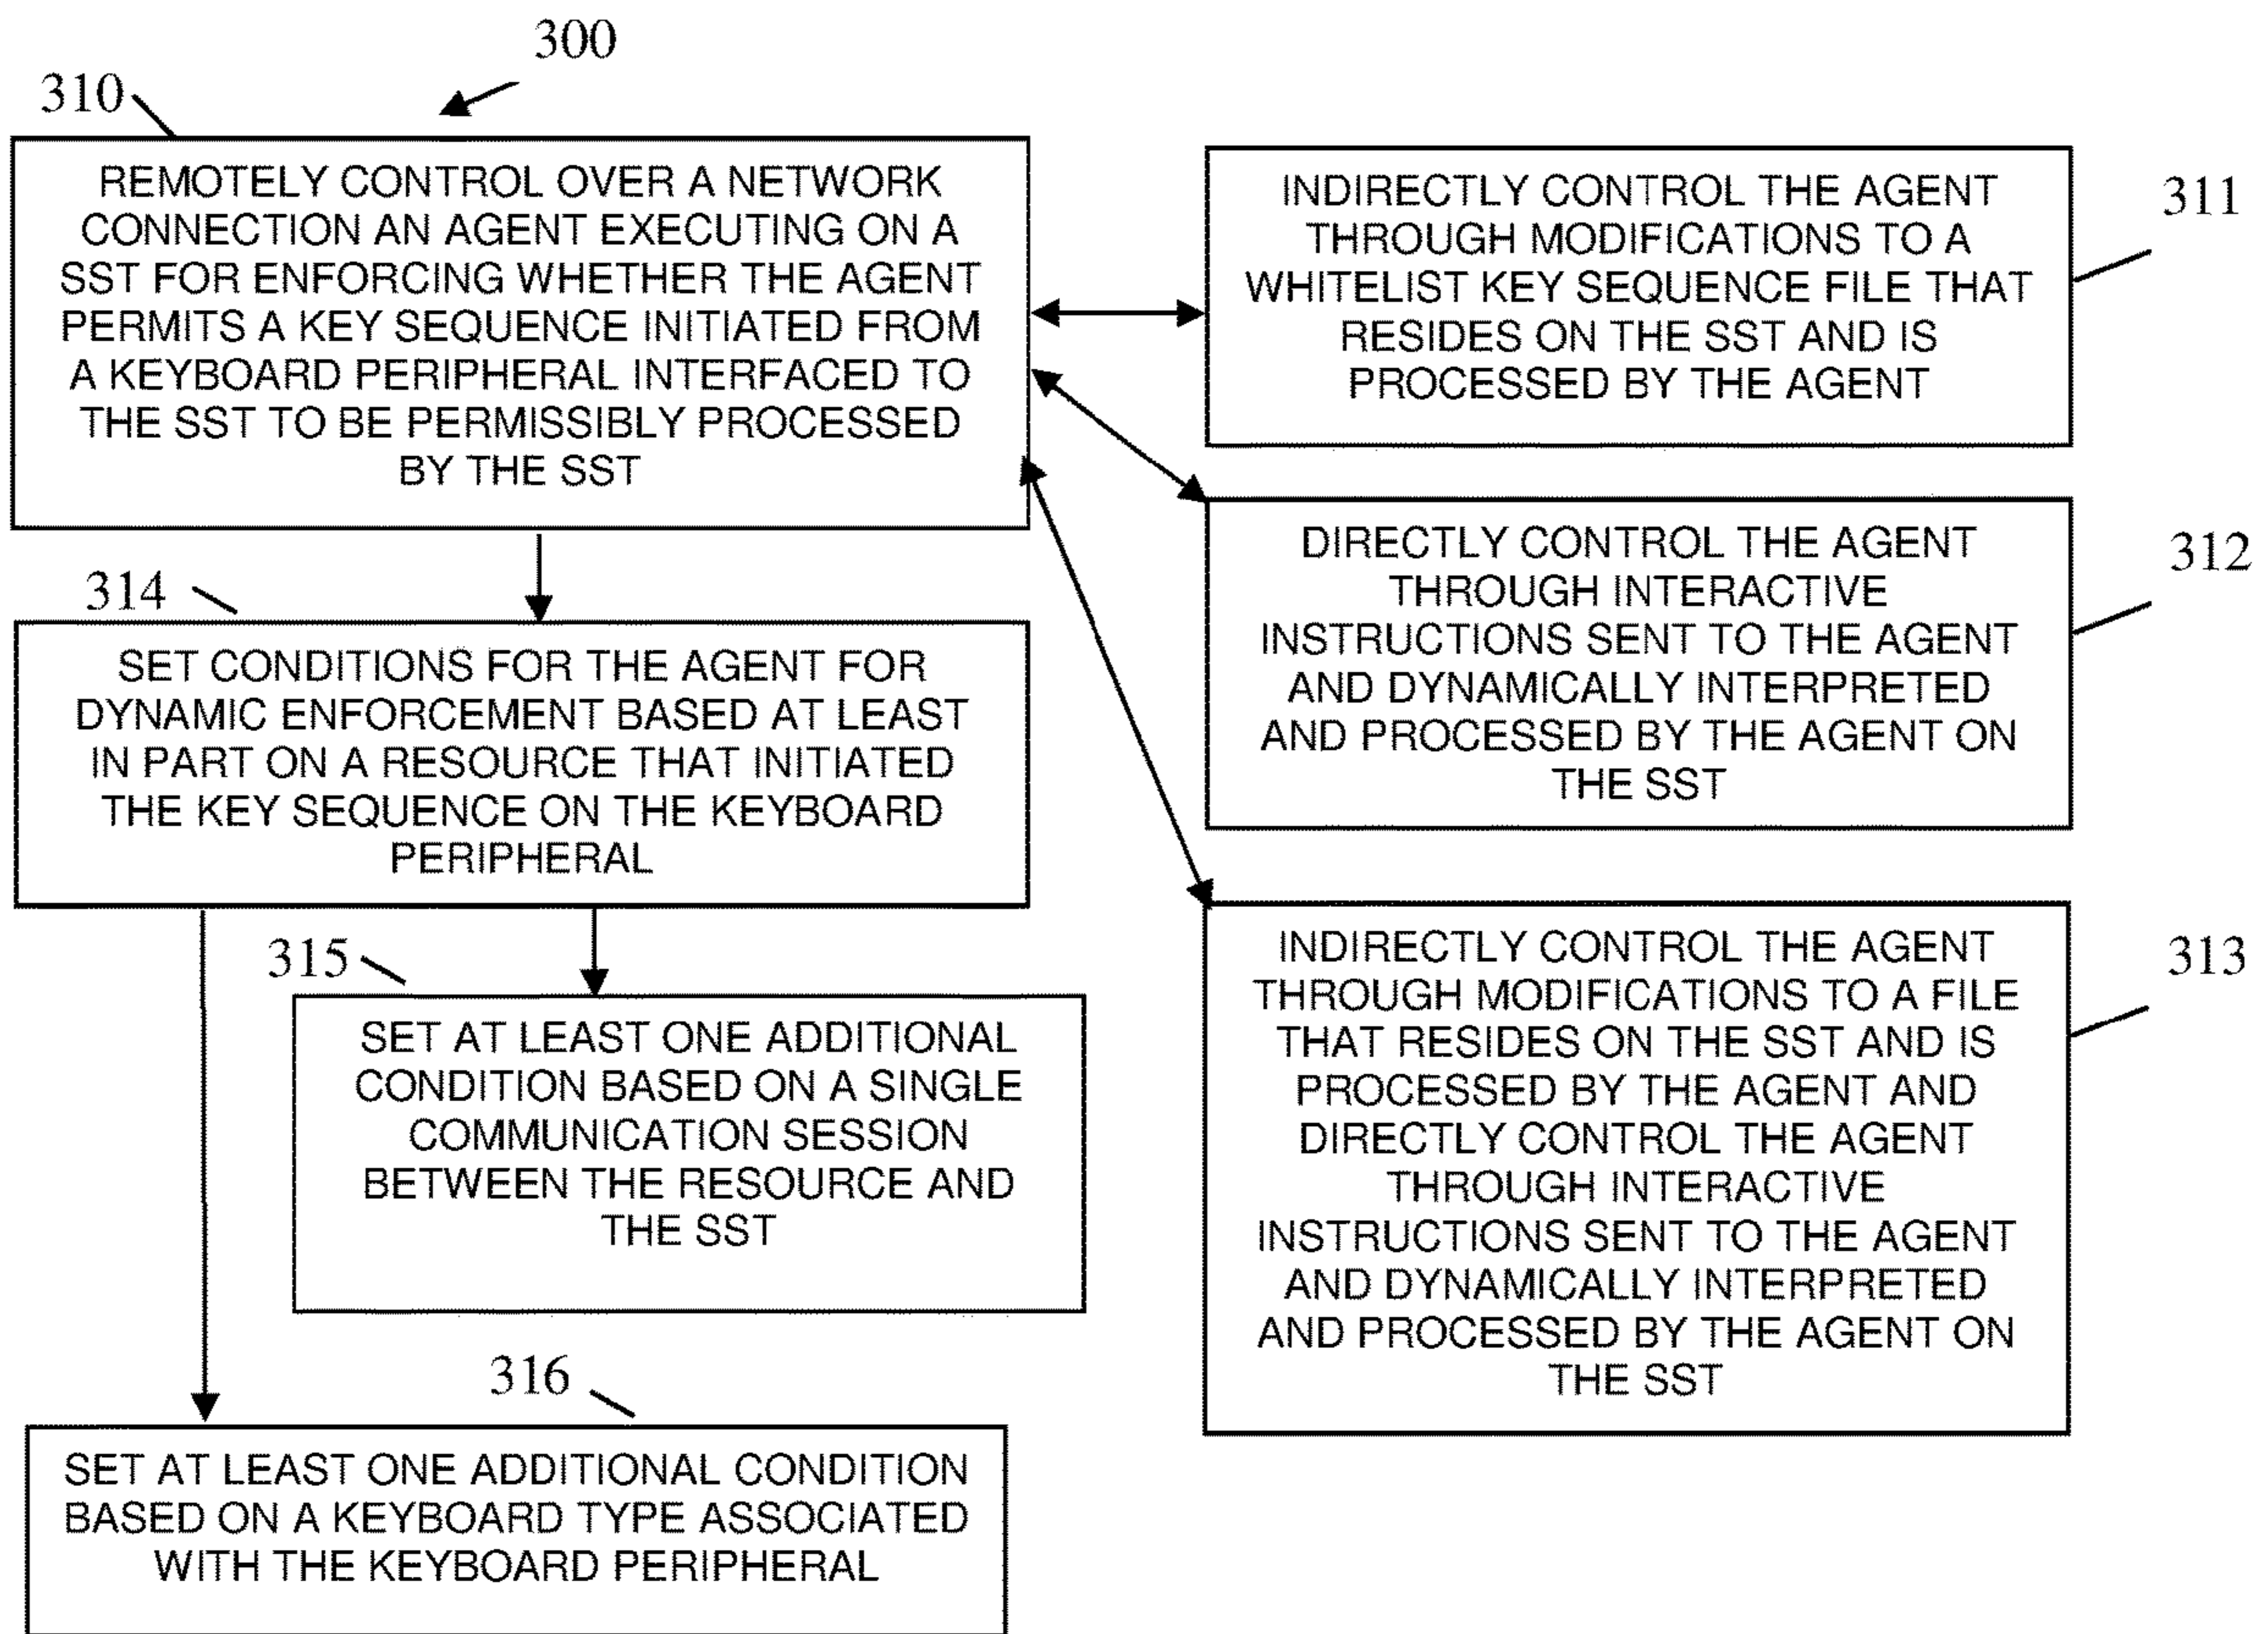 300
310
REMOTELY CONTROL OVER A NETWORK
CONNECTION AN AGENT EXECUTING ON A
SST FOR ENFORCING WHETHER THE AGENT
PERMITS A KEY SEQUENCE INITIATED FROM
A KEYBOARD PERIPHERAL INTERFACED TO
THE SST TO BE PERMISSIBLY PROCESSED
BY THE SST
311
INDIRECTLY CONTROL THE AGENT
THROUGH MODIFICATIONS TO A
WHITELIST KEY SEQUENCE FILE THAT
RESIDES ON THE SST AND IS
PROCESSED BY THE AGENT
312
DIRECTLY CONTROL THE AGENT
THROUGH INTERACTIVE
INSTRUCTIONS SENT TO THE AGENT
AND DYNAMICALLY INTERPRETED
AND PROCESSED BY THE AGENT ON
THE SST
313
INDIRECTLY CONTROL THE AGENT
THROUGH MODIFICATIONS TO A FILE
THAT RESIDES ON THE SST AND IS
PROCESSED BY THE AGENT AND
DIRECTLY CONTROL THE AGENT
THROUGH INTERACTIVE
INSTRUCTIONS SENT TO THE AGENT
AND DYNAMICALLY INTERPRETED
AND PROCESSED BY THE AGENT ON
THE SST
314
SET CONDITIONS FOR THE AGENT FOR
DYNAMIC ENFORCEMENT BASED AT LEAST
IN PART ON A RESOURCE THAT INITIATED
THE KEY SEQUENCE ON THE KEYBOARD
PERIPHERAL
315
SET AT LEAST ONE ADDITIONAL
CONDITION BASED ON A SINGLE
COMMUNICATION SESSION
BETWEEN THE RESOURCE AND
THE SST
316
SET AT LEAST ONE ADDITIONAL CONDITION
BASED ON A KEYBOARD TYPE ASSOCIATED
WITH THE KEYBOARD PERIPHERAL